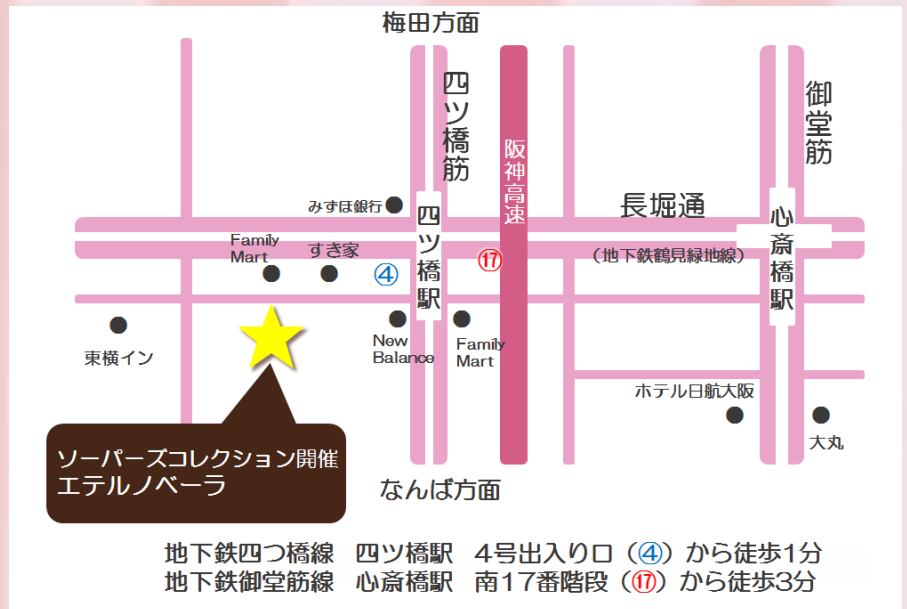 梅田方面
四ツ橋筋
阪神高速
御堂筋
長堀通
(地下鉄鶴見緑地線)
みずほ銀行
四ツ橋駅
心斎橋駅
Family
Mart
すき家
④
⑰
東横イン
New
Balance
Family
Mart
ホテル日航大阪
大丸
ソーパーズコレクション開催
エテルノベーラ
なんば方面
地下鉄四つ橋線 四ツ橋駅 4号出入り口(④)から徒歩1分
地下鉄御堂筋線 心斎橋駅 南17番階段(⑰)から徒歩3分